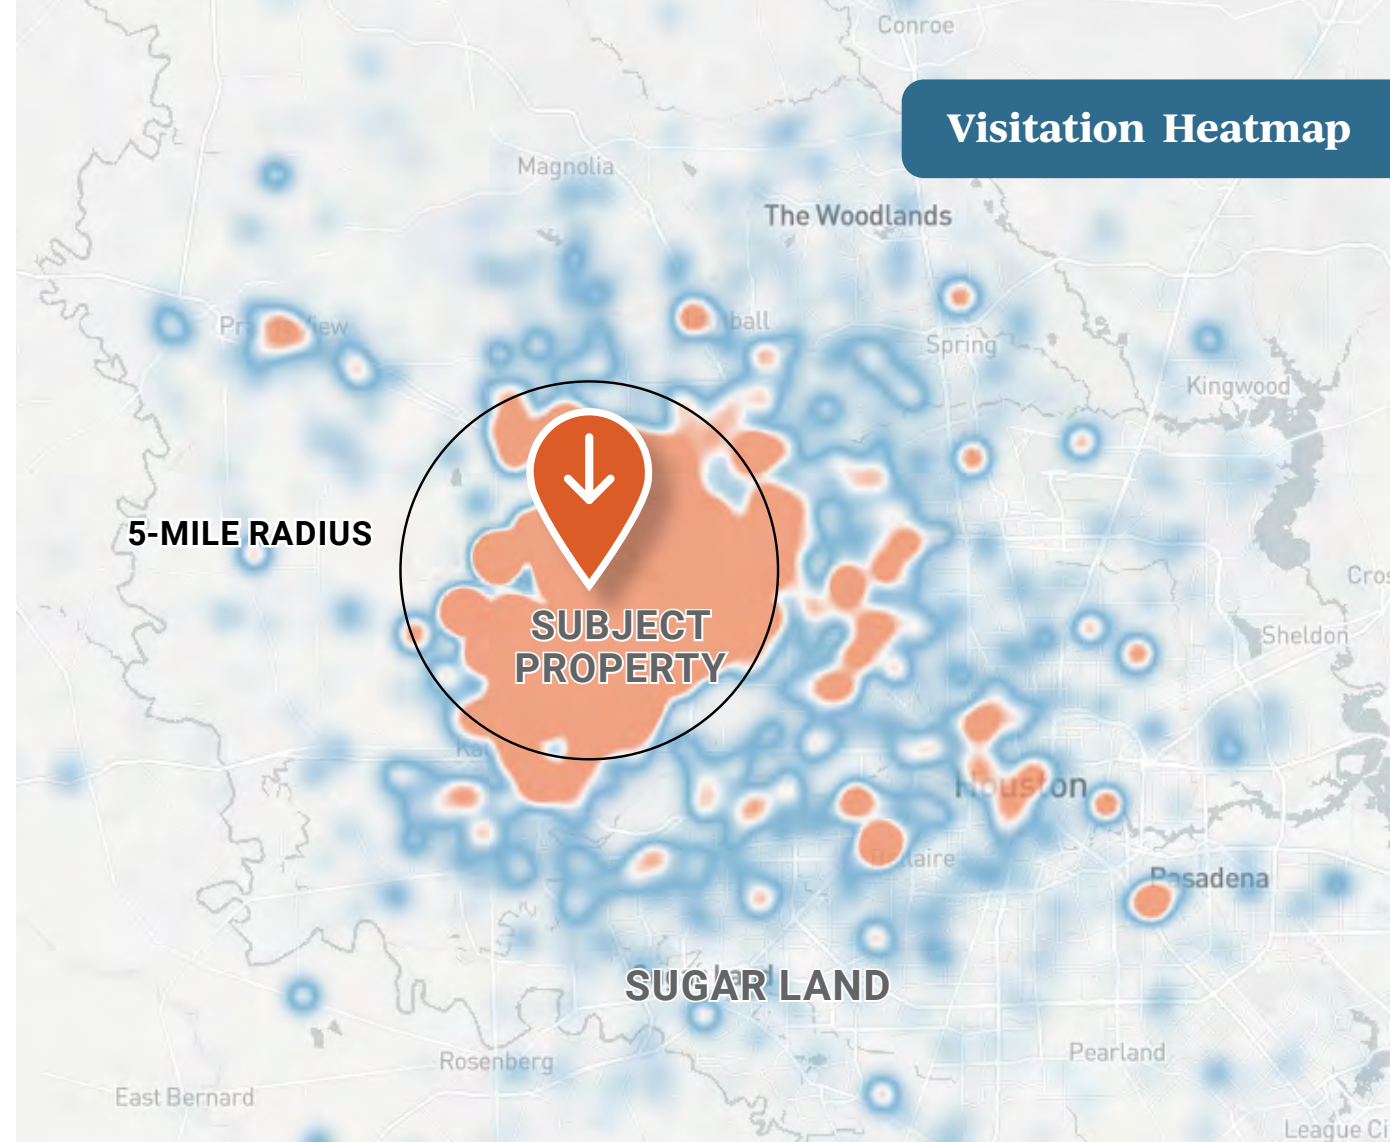 Conroe
Visitation Heatmap
Magnolia
The Woodlands
Spring
Kingwood
5-MILE RADIUS
SUBJECT
PROPERTY
Sheldon
Houston
Pasadena
SUGAR LAND
Rosenberg
Pearland
East Bernard